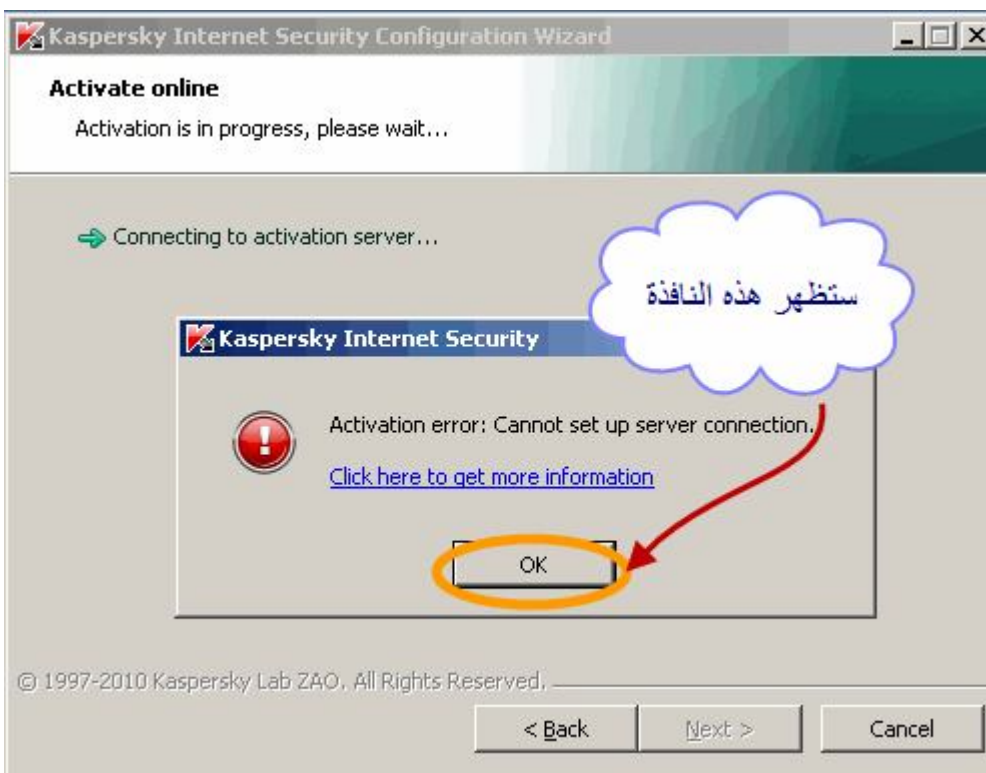 Kaspersky Internet Security Configuration Wizard
Activate online
Activation is in progress, please wait...
Connecting to activation server...
ستظهر هذه النافذة
Kaspersky Internet Security
Activation error: Cannot set up server connection.
Click here to get more information
OK
© 1997-2010 Kaspersky Lab ZAO. All Rights Reserved.
< Back
Next >
Cancel